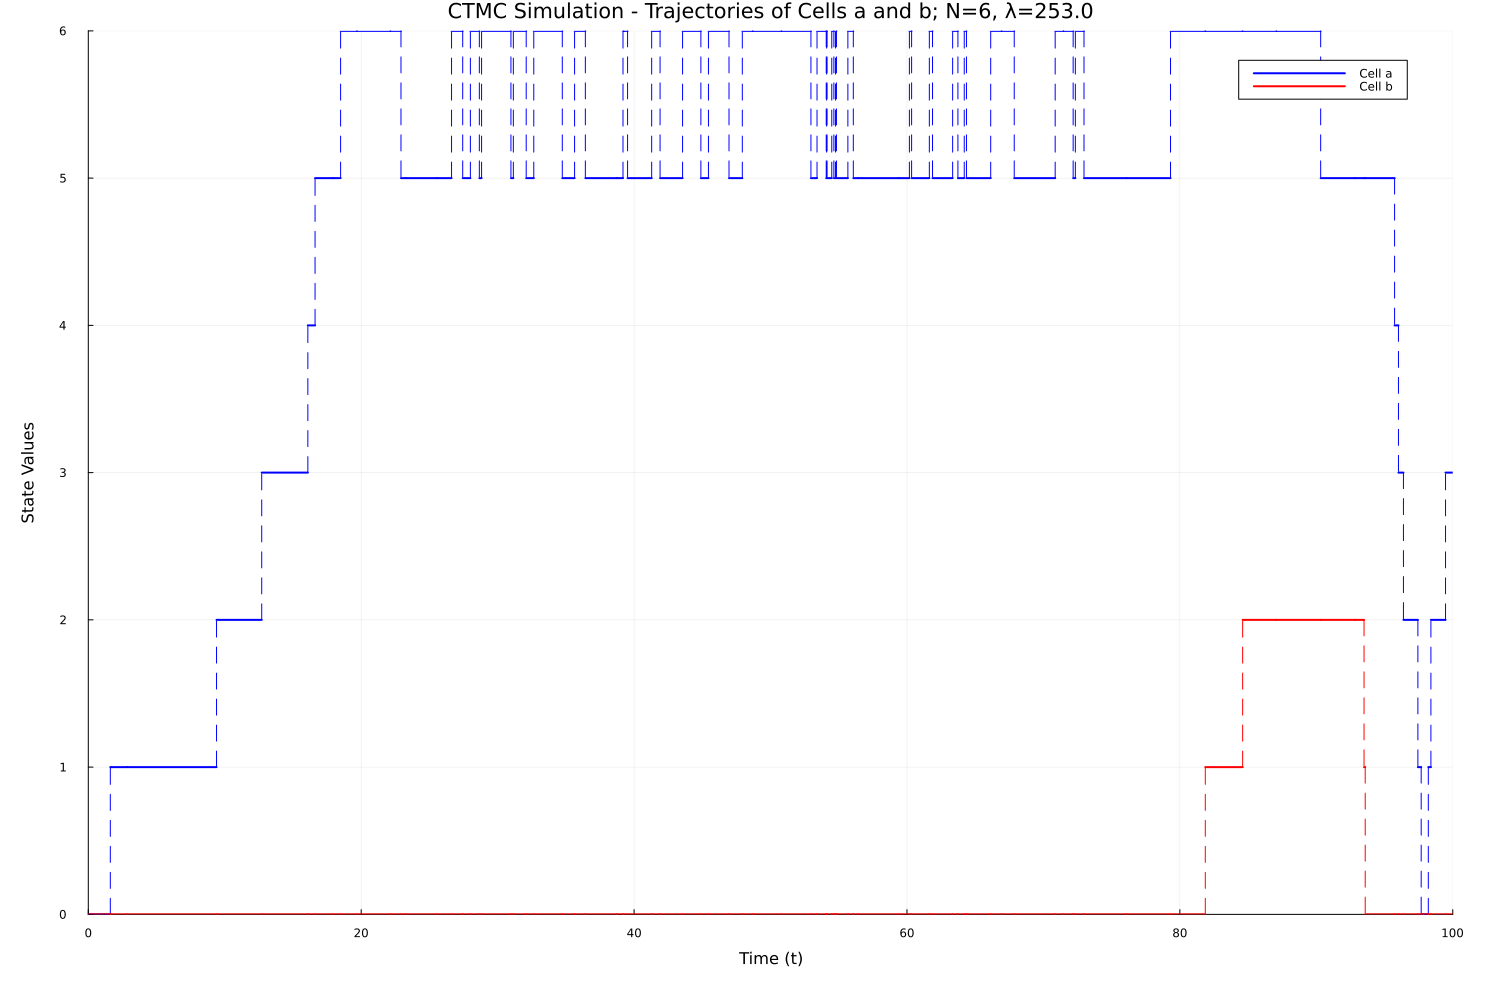 CTMC Simulation - Trajectories of Cells a and b; N=6, λ=253.0
6
Cell a
Cell b
5
4
3
State Values
2
1
0
0 20 40 60 80 100
Time (t)